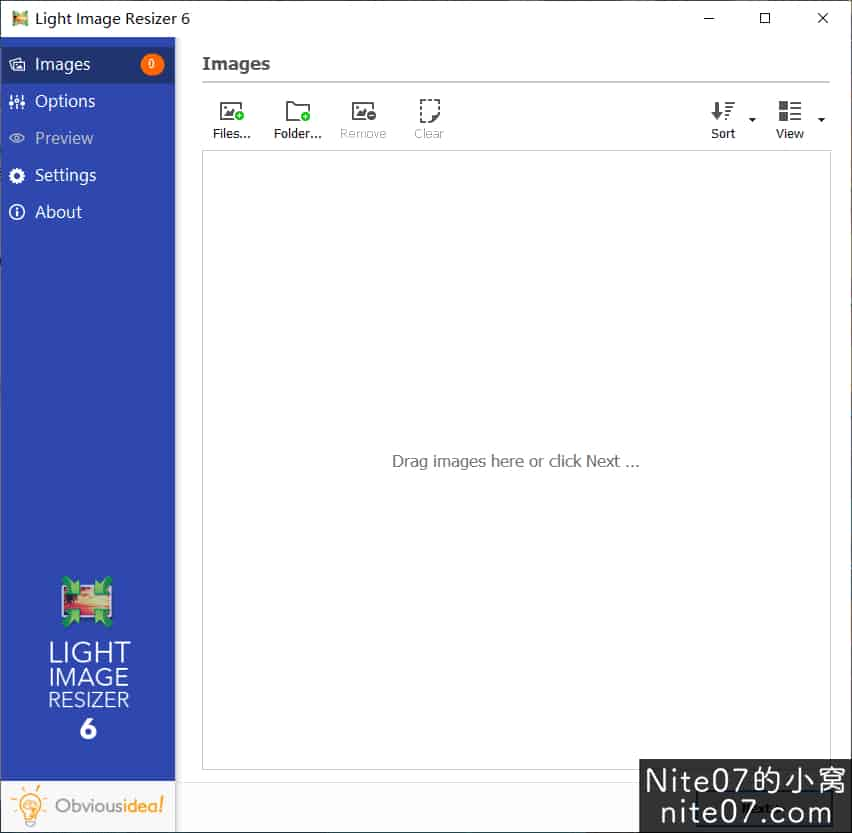 Light Image Resizer 6
Images
0
Options
Preview
Settings
About
Images
Files...
Folder...
Remove
Clear
Sort
View
Drag images here or click Next ...
LIGHT
IMAGE
RESIZER
6
Obviousidea!
Nite07的小窝
nite07.com